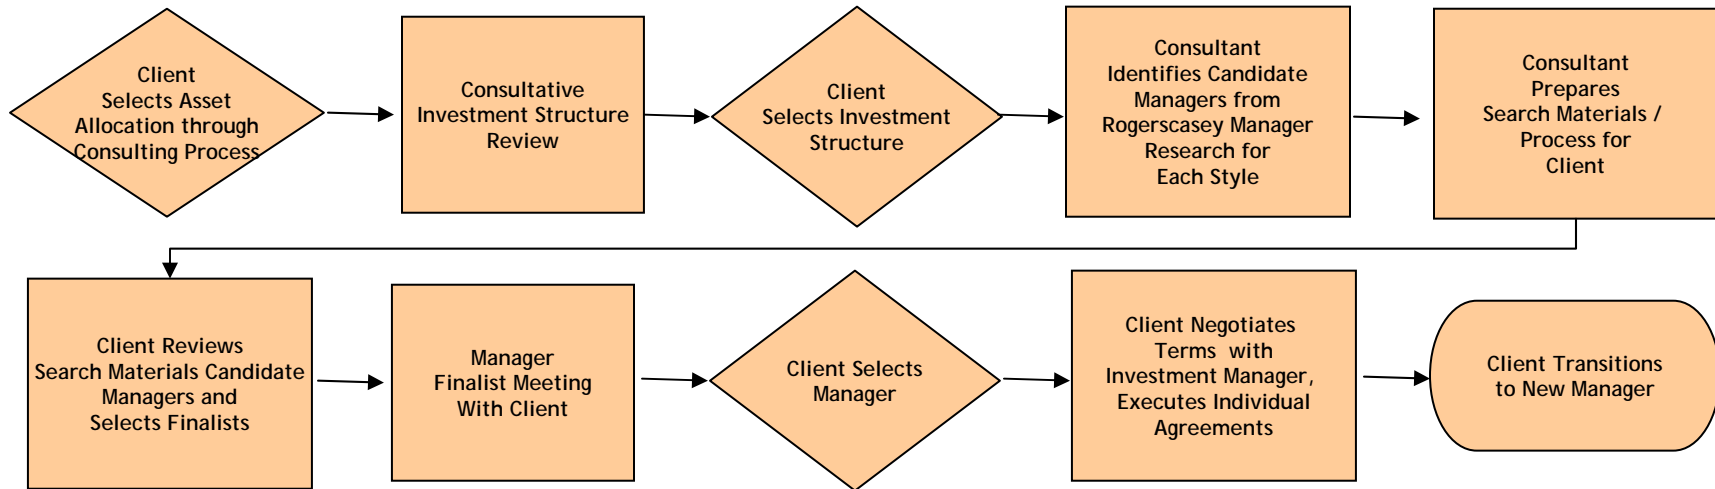 Client
Selects Asset
Allocation through
Consulting Process
Consultative
Investment Structure
Review
Client
Selects Investment
Structure
Consultant
Identifies Candidate
Managers from
Rogerscasey Manager
Research for
Each Style
Consultant
Prepares
Search Materials /
Process for
Client
Client Reviews
Search Materials Candidate
Managers and
Selects Finalists
Manager
Finalist Meeting
With Client
Client Selects
Manager
Client Negotiates
Terms with
Investment Manager,
Executes Individual
Agreements
Client Transitions
to New Manager